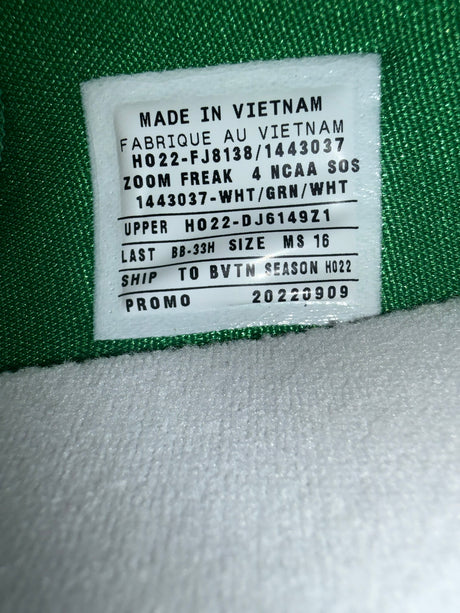 MADE IN VIETNAM
FABRIQUE AU VIETNAM
HO22-FJ8138/1443037
ZOOM FREAK 4 NCAA SOS
1443037-WHT/GRN/WHT
UPPER HO22-DJ6149Z1
LAST BB-33H SIZE MS 16
SHIP TO BVTN SEASON HO22
PROMO 20220909